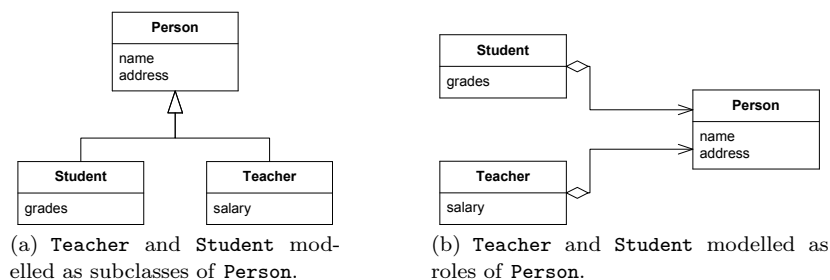 Person
name
address
Student
grades
Teacher
salary
(a) Teacher and Student mod-
elled as subclasses of Person.
Student
grades
Person
name
address
Teacher
salary
(b) Teacher and Student modelled as
roles of Person.